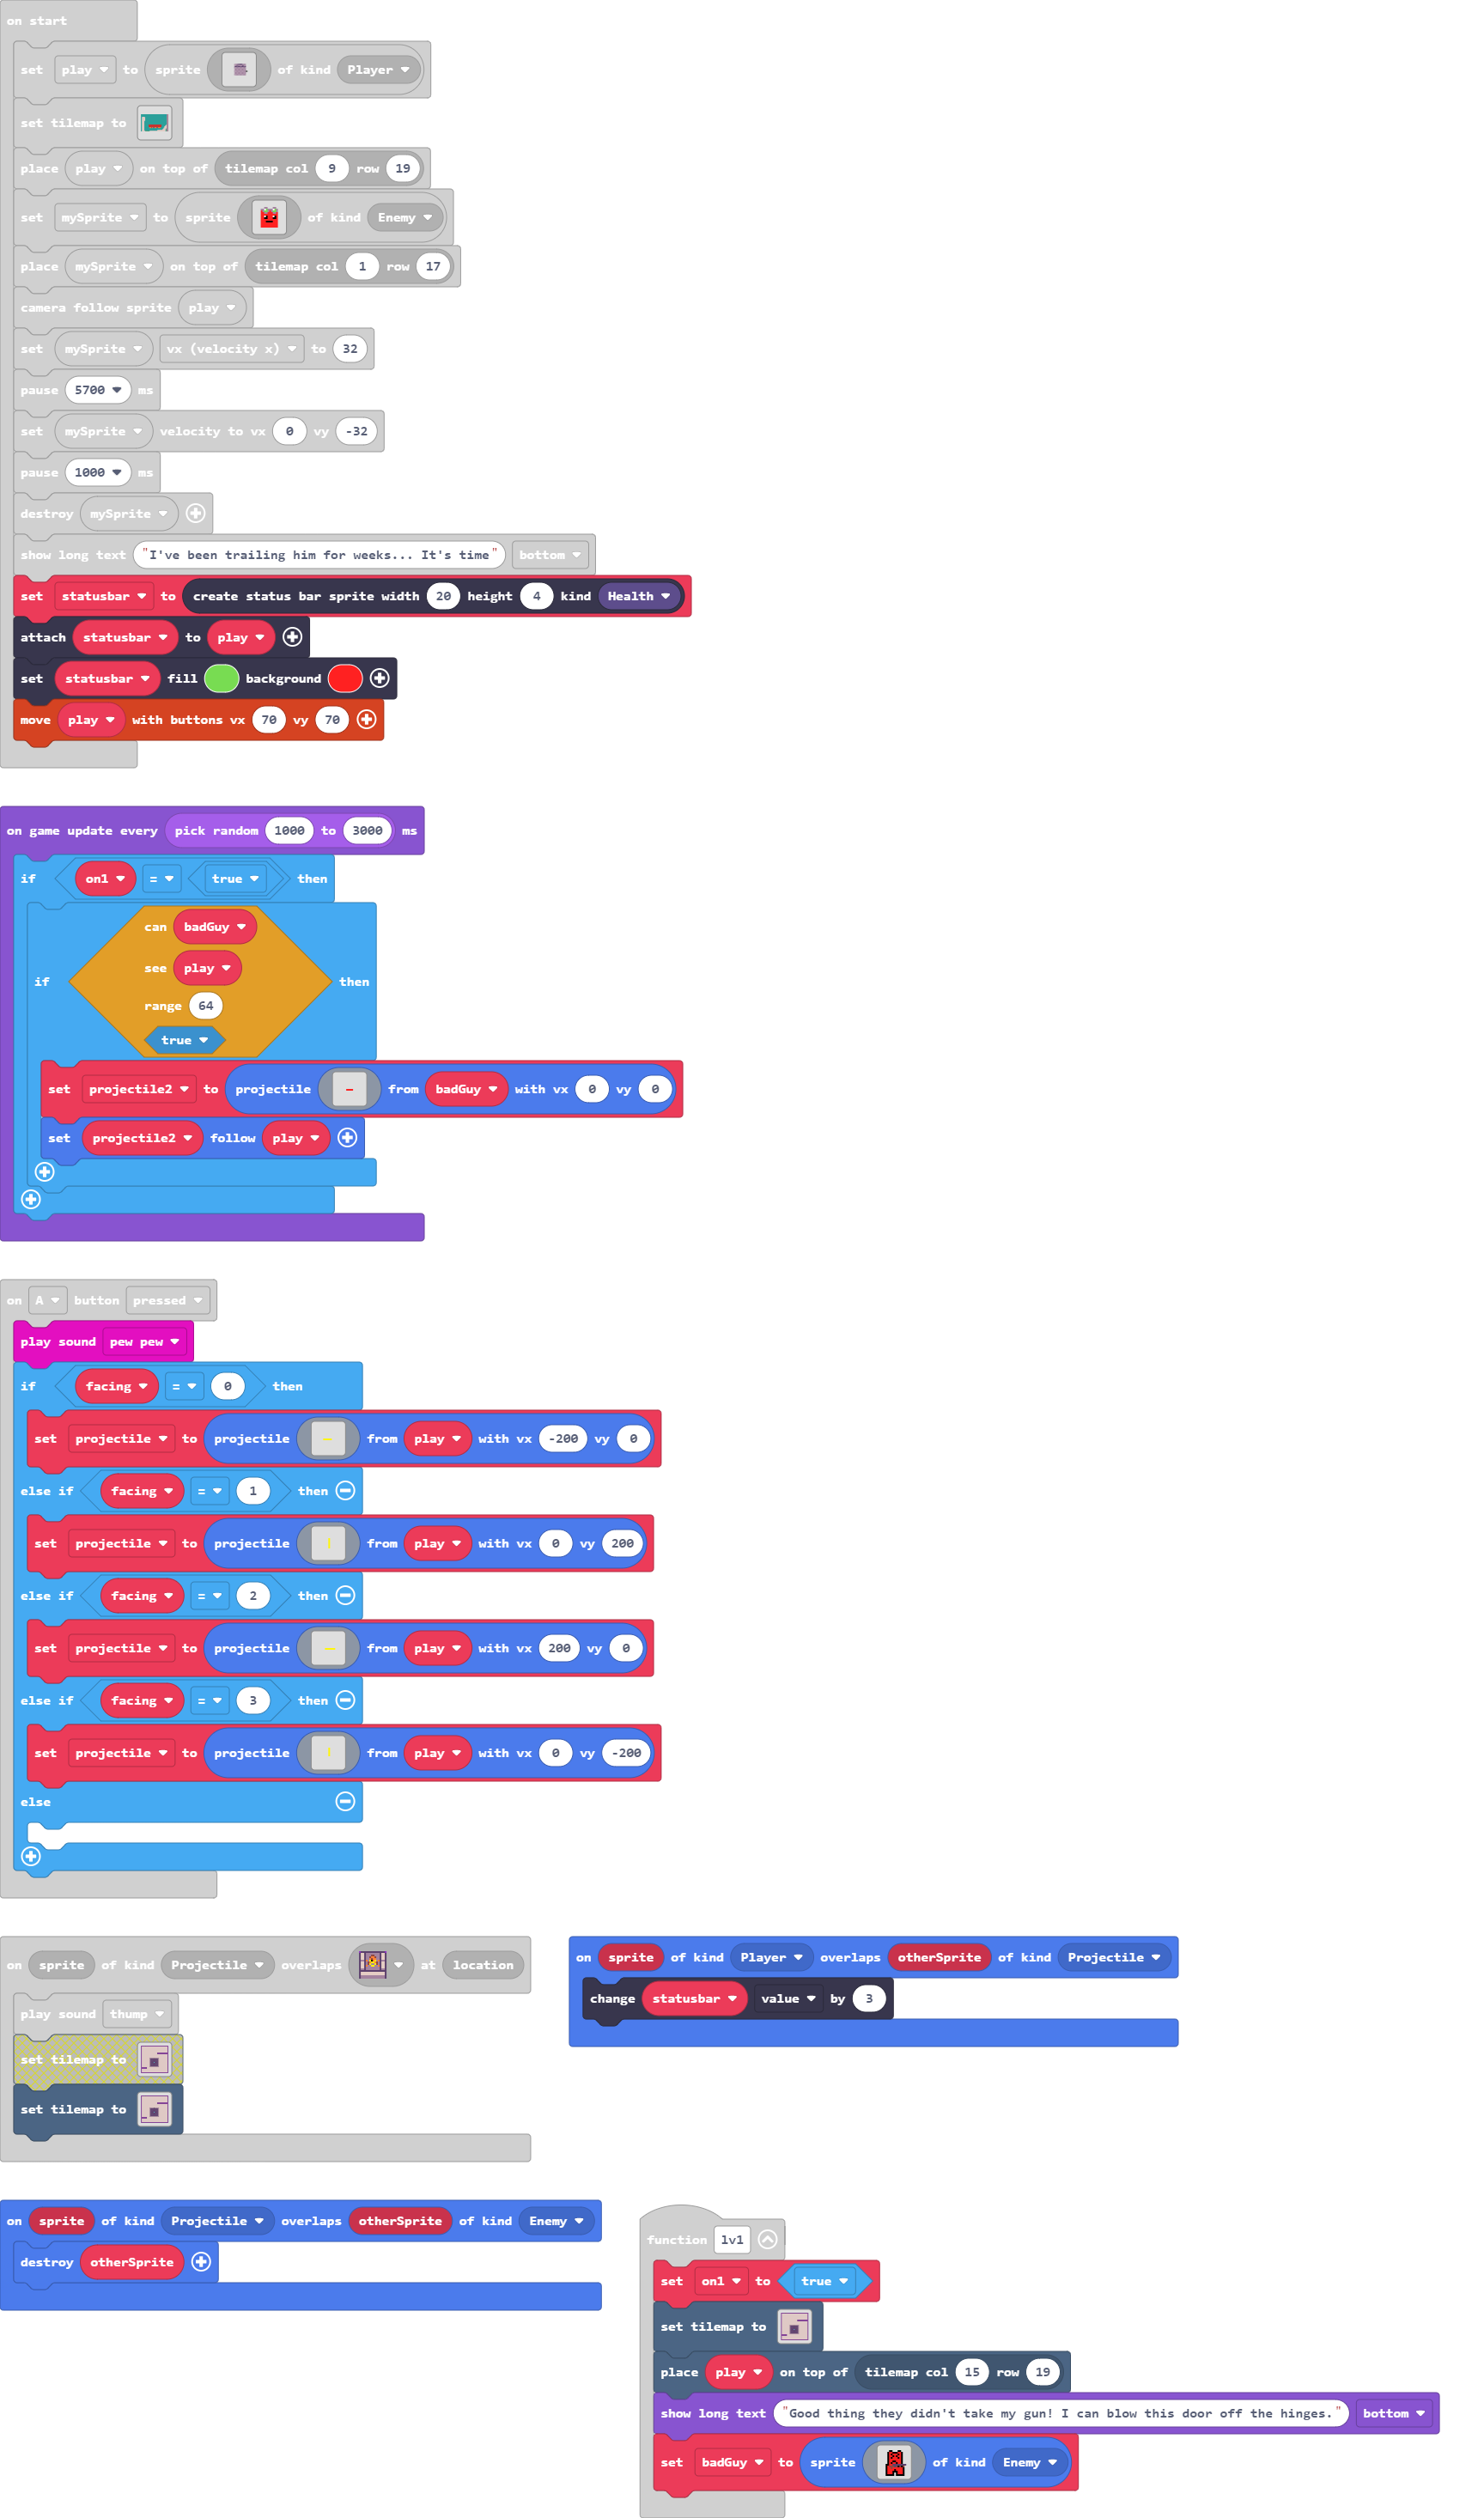 on start
set play to sprite of kind Player
set tilemap to
place play on top of tilemap col 9 row 19
set mySprite to sprite of kind Enemy
place mySprite on top of tilemap col 1 row 17
camera follow sprite play
set mySprite vx (velocity x) to 32
pause 5700 ms
set mySprite velocity to vx 0 vy -32
pause 1000 ms
destroy mySprite
show long text "I've been trailing him for weeks... It's time" bottom
set statusbar to create status bar sprite width 20 height 4 kind Health
attach statusbar to play
set statusbar fill background
move play with buttons vx 70 vy 70
on game update every pick random 1000 to 3000 ms
if on1 = true then
can badGuy
see play
if then
range 64
true
set projectile2 to projectile from badGuy with vx 0 vy 0
set projectile2 follow play
on A button pressed
play sound pew pew
if facing = 0 then
set projectile to projectile from play with vx -200 vy 0
else if facing = 1 then
set projectile to projectile from play with vx 0 vy 200
else if facing = 2 then
set projectile to projectile from play with vx 200 vy 0
else if facing = 3 then
set projectile to projectile from play with vx 0 vy -200
else
on sprite of kind Projectile overlaps at location
play sound thump
set tilemap to
set tilemap to
on sprite of kind Player overlaps otherSprite of kind Projectile
change statusbar value by 3
on sprite of kind Projectile overlaps otherSprite of kind Enemy
destroy otherSprite
function lv1
set on1 to true
set tilemap to
place play on top of tilemap col 15 row 19
show long text "Good thing they didn't take my gun! I can blow this door off the hinges." bottom
set badGuy to sprite of kind Enemy